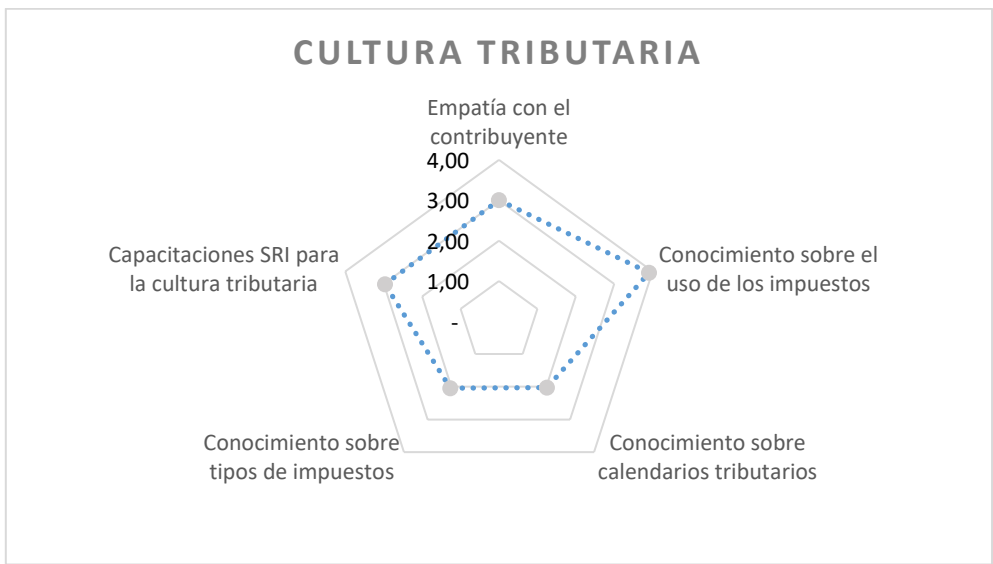 CULTURA TRIBUTARIA
Empatía con el
contribuyente
4,00
3,00
2,00
1,00
-
Conocimiento sobre el
uso de los impuestos
Conocimiento sobre
calendarios tributarios
Conocimiento sobre
tipos de impuestos
Capacitaciones SRI para
la cultura tributaria